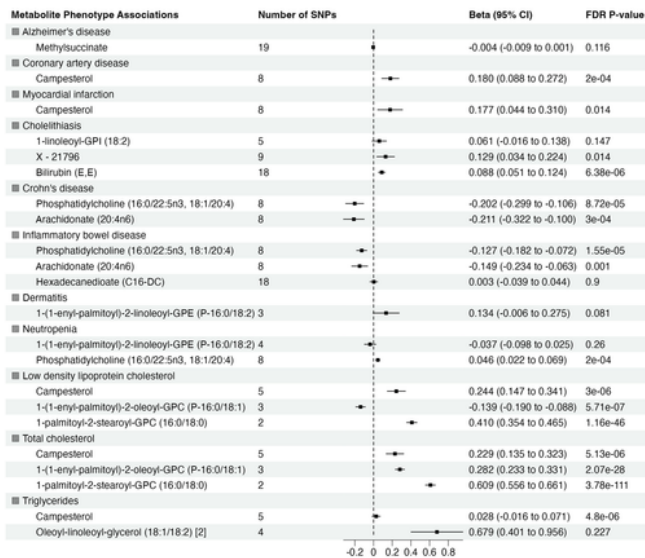 Metabolite Phenotype Associations Number of SNPs Beta (95% CI) FDR P-value
Alzheimer's disease
Methylsuccinate 19 -0.004 (-0.009 to 0.001) 0.116
Coronary artery disease
Campesterol 8 0.180 (0.088 to 0.272) 2e-04
Myocardial infarction
Campesterol 8 0.177 (0.044 to 0.310) 0.014
Cholelithiasis
1-linoleoyl-GPI (18:2) 5 0.061 (-0.016 to 0.138) 0.147
X - 21796 9 0.129 (0.034 to 0.224) 0.014
Bilirubin (E,E) 18 0.088 (0.051 to 0.124) 6.38e-06
Crohn's disease
Phosphatidylcholine (16:0/22:5n3, 18:1/20:4) 8 -0.202 (-0.299 to -0.106) 8.72e-05
Arachidonate (20:4n6) 8 -0.211 (-0.322 to -0.100) 3e-04
Inflammatory bowel disease
Phosphatidylcholine (16:0/22:5n3, 18:1/20:4) 8 -0.127 (-0.182 to -0.072) 1.55e-05
Arachidonate (20:4n6) 8 -0.149 (-0.234 to -0.063) 0.001
Hexadecanedioate (C16-DC) 18 0.003 (-0.039 to 0.044) 0.9
Dermatitis
1-(1-enyl-palmitoyl)-2-linoleoyl-GPE (P-16:0/18:2) 3 0.134 (-0.006 to 0.275) 0.081
Neutropenia
1-(1-enyl-palmitoyl)-2-linoleoyl-GPE (P-16:0/18:2) 4 -0.037 (-0.098 to 0.025) 0.26
Phosphatidylcholine (16:0/22:5n3, 18:1/20:4) 8 0.046 (0.022 to 0.069) 2e-04
Low density lipoprotein cholesterol
Campesterol 5 0.244 (0.147 to 0.341) 3e-06
1-(1-enyl-palmitoyl)-2-oleoyl-GPC (P-16:0/18:1) 3 -0.139 (-0.190 to -0.088) 5.71e-07
1-palmitoyl-2-stearoyl-GPC (16:0/18:0) 2 0.410 (0.354 to 0.465) 1.16e-46
Total cholesterol
Campesterol 5 0.229 (0.135 to 0.323) 5.13e-06
1-(1-enyl-palmitoyl)-2-oleoyl-GPC (P-16:0/18:1) 3 0.282 (0.233 to 0.331) 2.07e-28
1-palmitoyl-2-stearoyl-GPC (16:0/18:0) 2 0.609 (0.556 to 0.661) 3.78e-111
Triglycerides
Campesterol 5 0.028 (-0.016 to 0.071) 4.8e-06
Oleoyl-linoleoyl-glycerol (18:1/18:2) [2] 4 0.679 (0.401 to 0.956) 0.227
-0.2 0 0.2 0.4 0.6 0.8